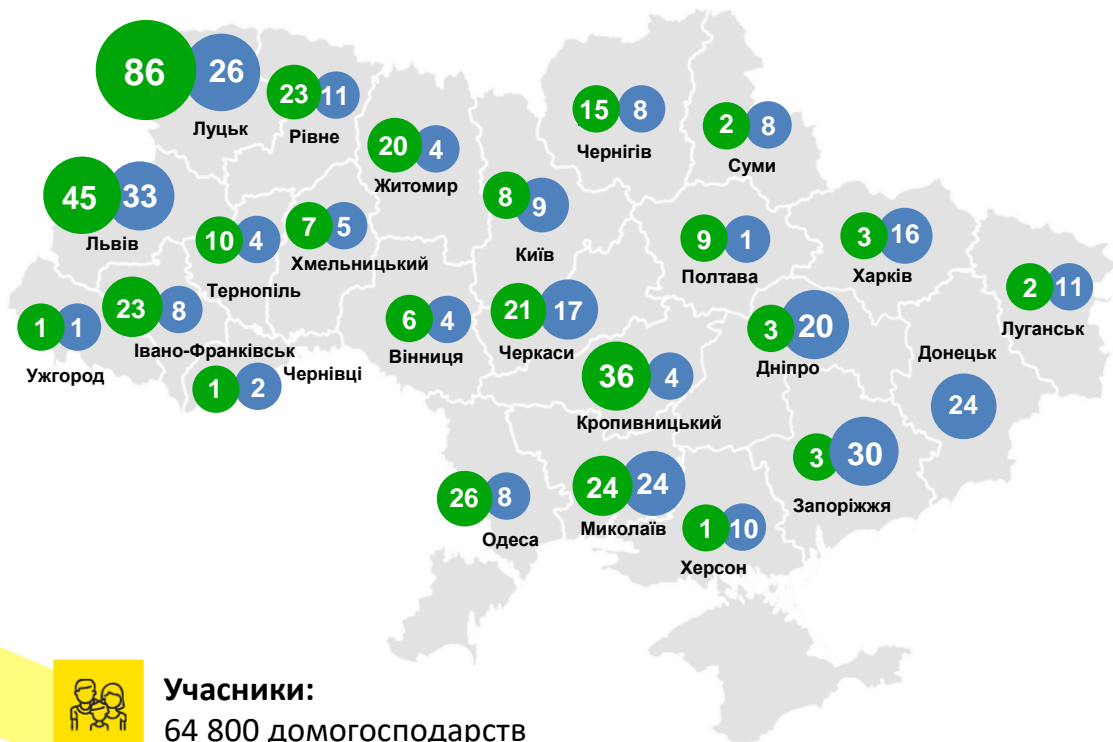 86 26
Луцьк
23 11
Рівне
20 4
Житомир
15 8
Чернігів
2 8
Суми
45 33
Львів
10 4
Тернопіль
7 5
Хмельницький
8 9
Київ
9 1
Полтава
3 16
Харків
2 11
Луганськ
1 1
Ужгород
23 8
Івано-Франківськ
Чернівці
1 2
6 4
Вінниця
21 17
Черкаси
36 4
Кропивницький
3 20
Дніпро
Донецьк
24
3 30
Запоріжжя
26 8
Одеса
24 24
Миколаїв
1 10
Херсон
Учасники:
64 800 домогосподарств